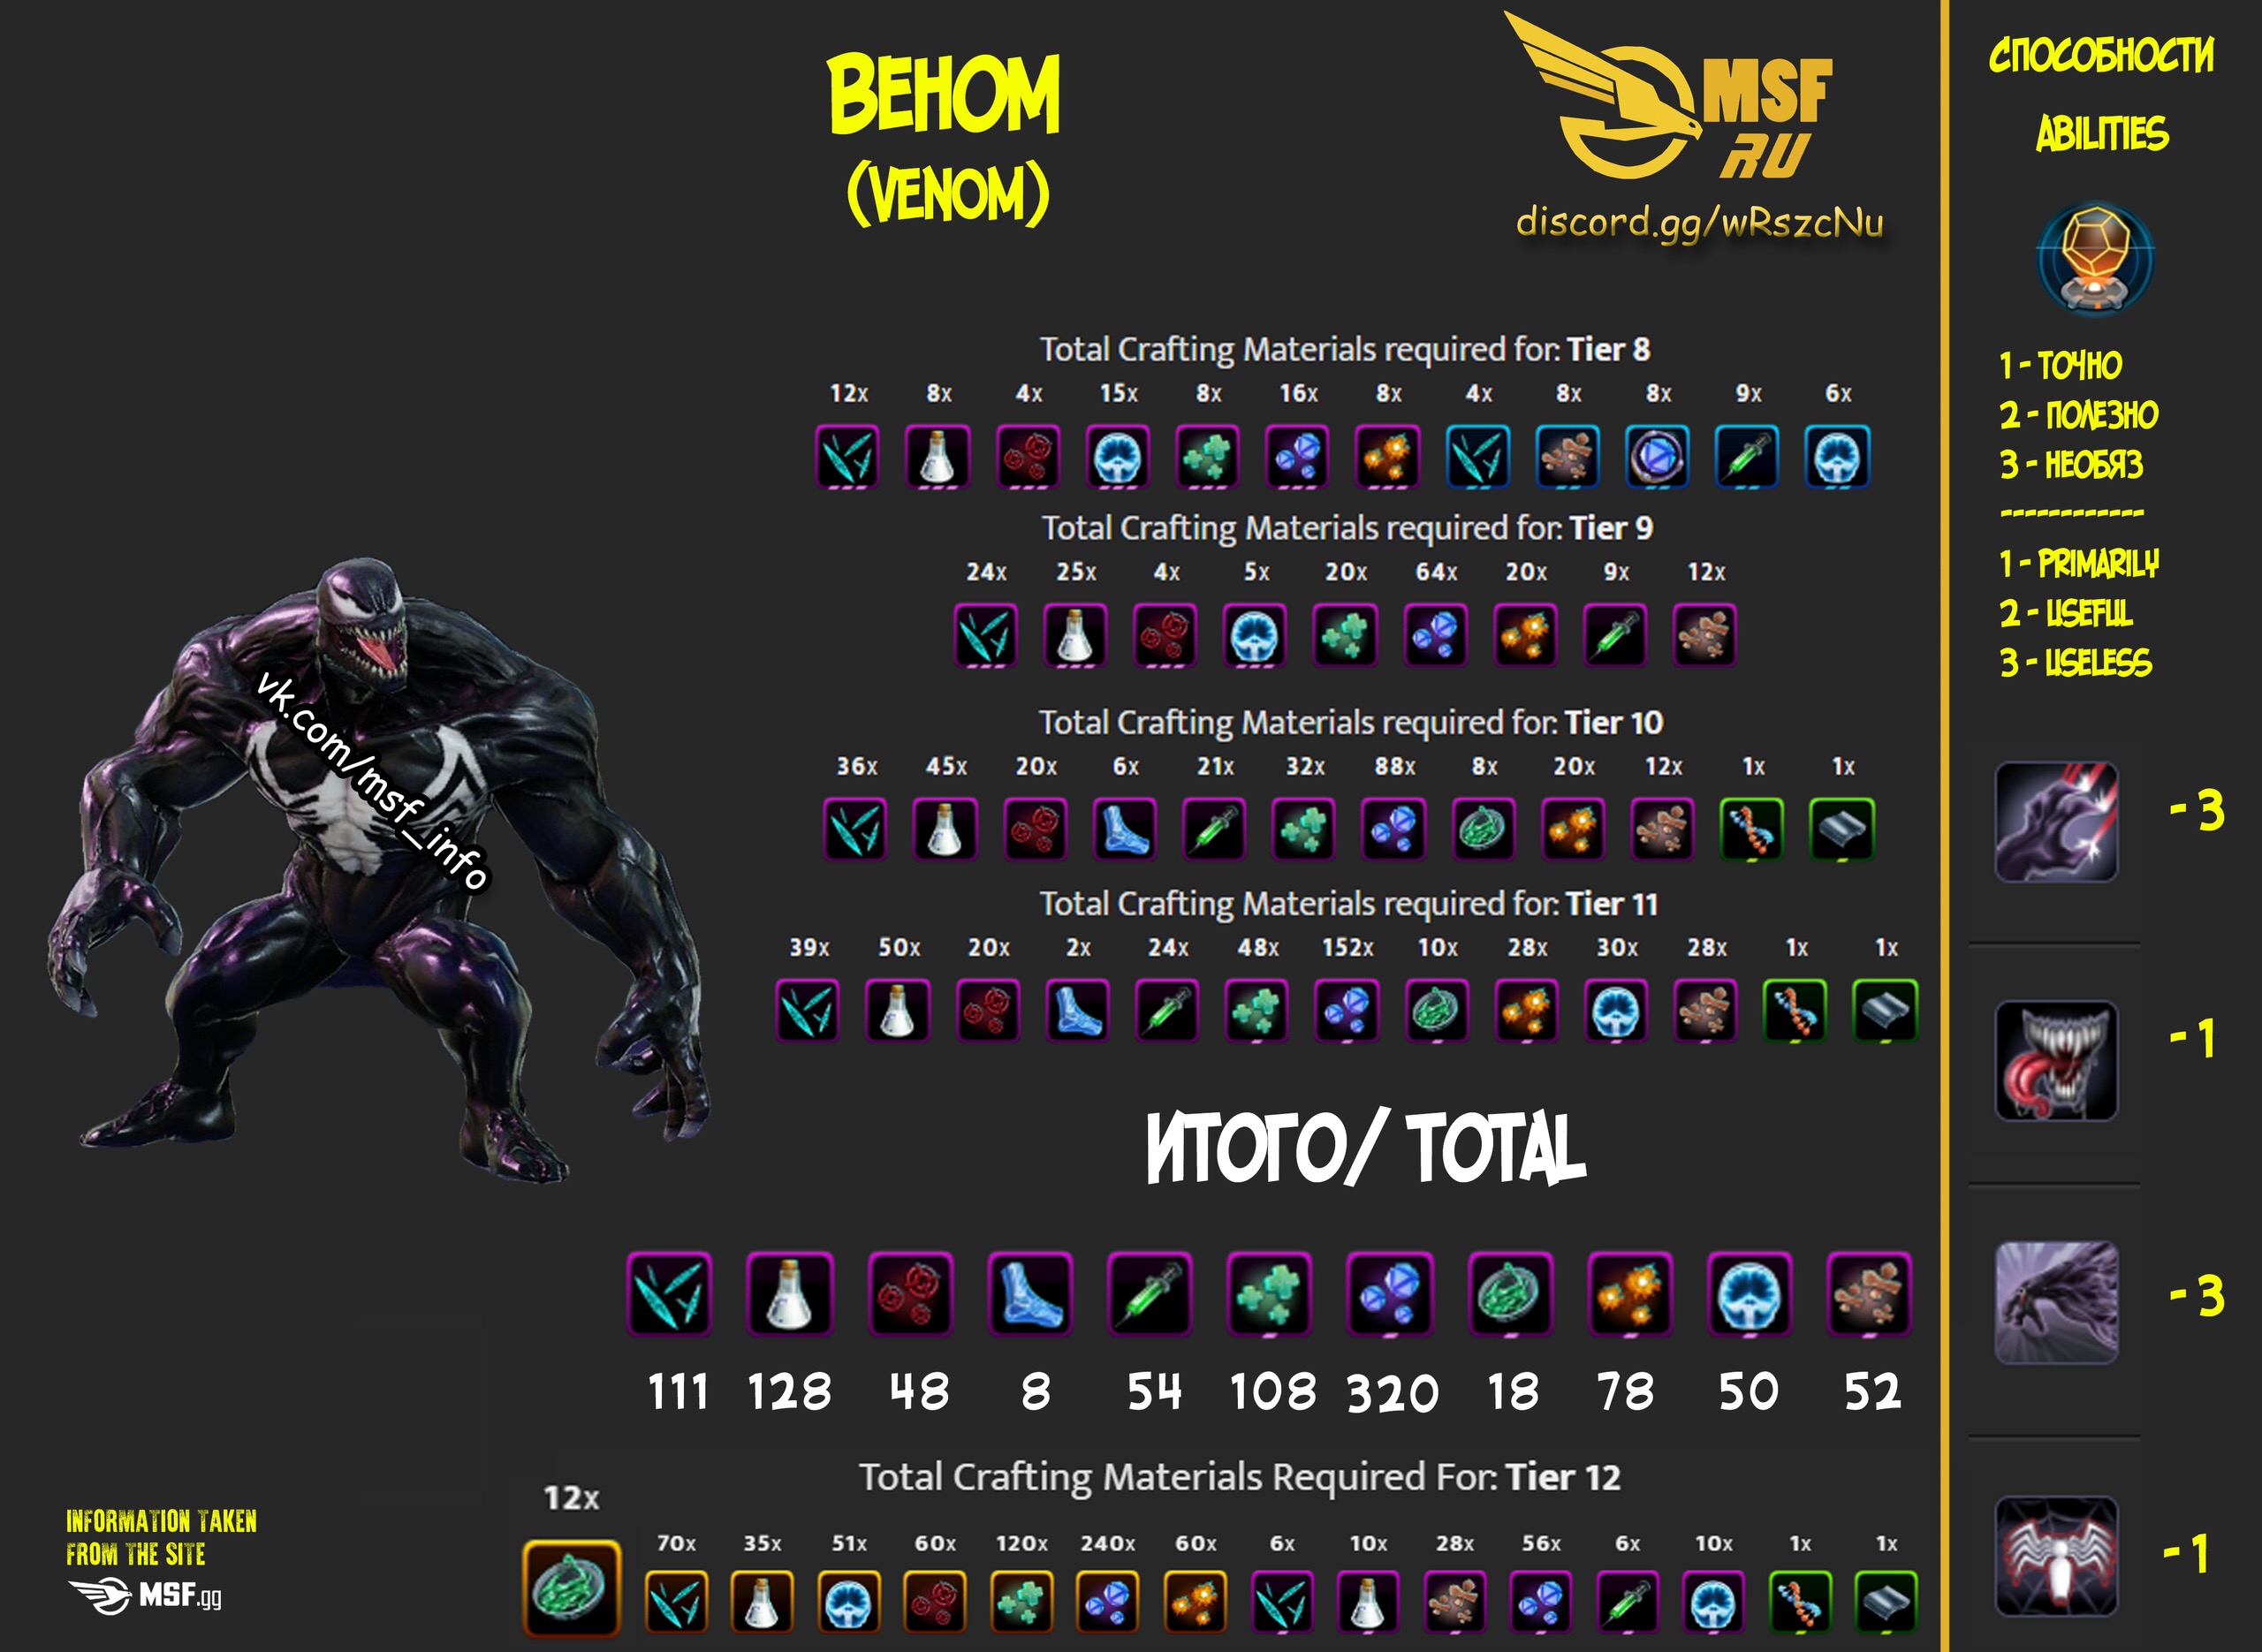 ВЕНОМ
(VENOM)
MSF
RU
discord.gg/wRszcNu
Total Crafting Materials required for: Tier 8
12x 8x 4x 15x 8x 16x 8x 4x 8x 8x 9x 6x
Total Crafting Materials required for: Tier 9
24x 25x 4x 5x 20x 64x 20x 9x 12x
Total Crafting Materials required for: Tier 10
36x 45x 20x 6x 21x 32x 88x 8x 20x 12x 1x 1x
Total Crafting Materials required for: Tier 11
39x 50x 20x 2x 24x 48x 152x 10x 28x 30x 28x 1x 1x
vk.com/msf_info
ИТОГО/ TOTAL
111 128 48 8 54 108 320 18 78 50 52
Total Crafting Materials Required For: Tier 12
12x 70x 35x 51x 60x 120x 240x 60x 6x 10x 28x 56x 6x 10x 1x 1x
INFORMATION TAKEN
FROM THE SITE
MSF.gg
СПОСОБНОСТИ
ABILITIES
1 - ТОЧНО
2 - ПОЛЕЗНО
3 - НЕОБЯЗ
------------
1 - PRIMARILY
2 - USEFUL
3 - USELESS
- 3
- 1
- 3
- 1